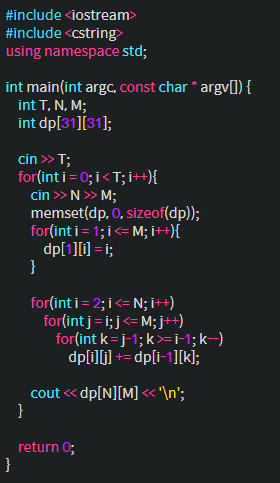 #include <iostream>
#include <cstring>
using namespace std;

int main(int argc, const char * argv[]) {
    int T, N, M;
    int dp[31][31];

    cin >> T;
    for(int i = 0; i < T; i++){
        cin >> N >> M;
        memset(dp, 0, sizeof(dp));
        for(int i = 1; i <= M; i++){
            dp[1][i] = i;
        }

        for(int i = 2; i <= N; i++)
            for(int j = i; j <= M; j++)
                for(int k = j-1; k >= i-1; k--)
                    dp[i][j] += dp[i-1][k];

        cout << dp[N][M] << '\n';
    }

    return 0;
}